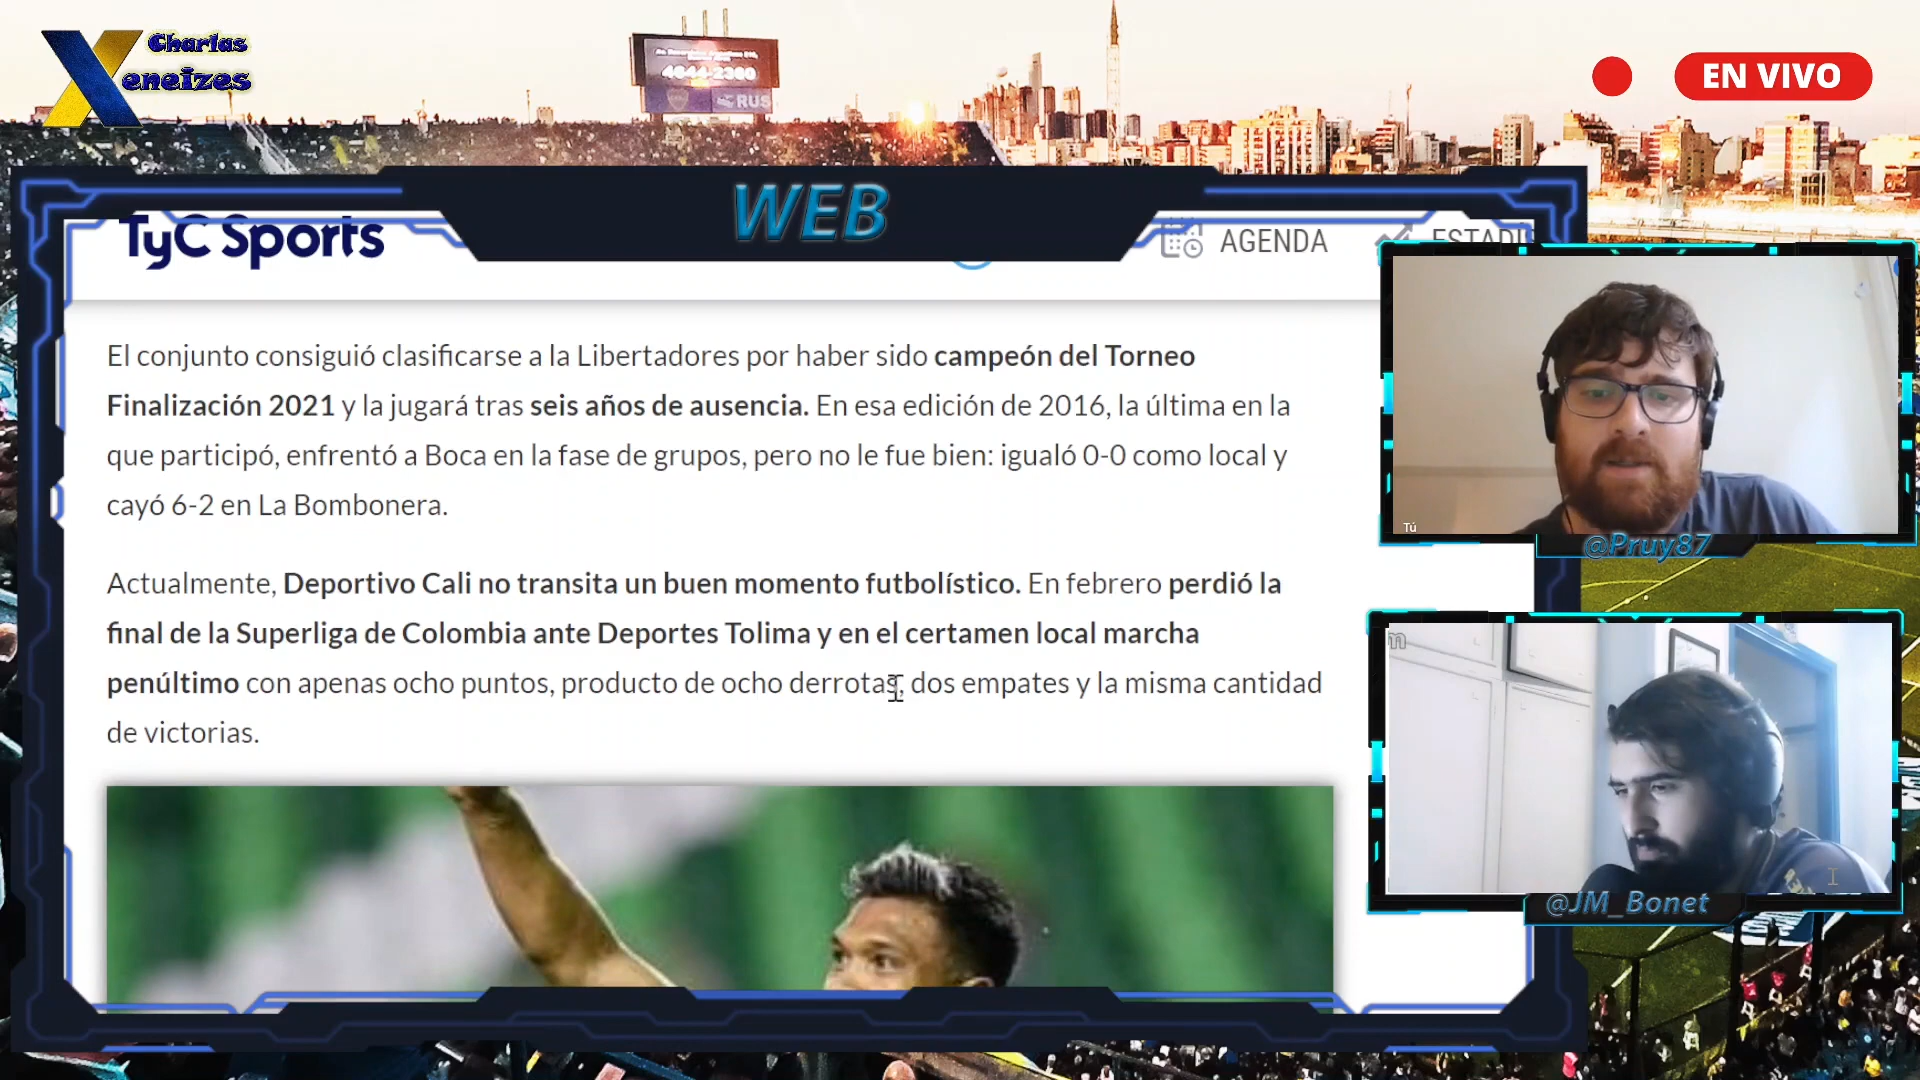 Charlas
Xeneizes
4644-2300
RUS
EN VIVO
WEB
TyC Sports
AGENDA
El conjunto consiguió clasificarse a la Libertadores por haber sido campeón del Torneo
Finalización 2021 y la jugará tras seis años de ausencia. En esa edición de 2016, la última en la
que participó, enfrentó a Boca en la fase de grupos, pero no le fue bien: igualó 0-0 como local y
cayó 6-2 en La Bombonera.
Actualmente, Deportivo Cali no transita un buen momento futbolístico. En febrero perdió la
final de la Superliga de Colombia ante Deportes Tolima y en el certamen local marcha
penúltimo con apenas ocho puntos, producto de ocho derrotas, dos empates y la misma cantidad
de victorias.
Tú
@Pruy87
@JM_Bonet